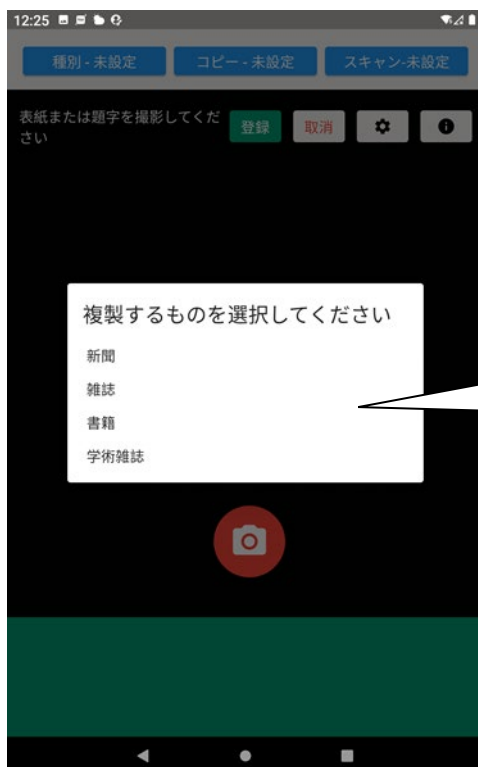 12:25
種別 - 未設定
コピー - 未設定
スキャン-未設定
表紙または題字を撮影してくだ
さい
登録
取消
複製するものを選択してください
新聞
雑誌
書籍
学術雑誌